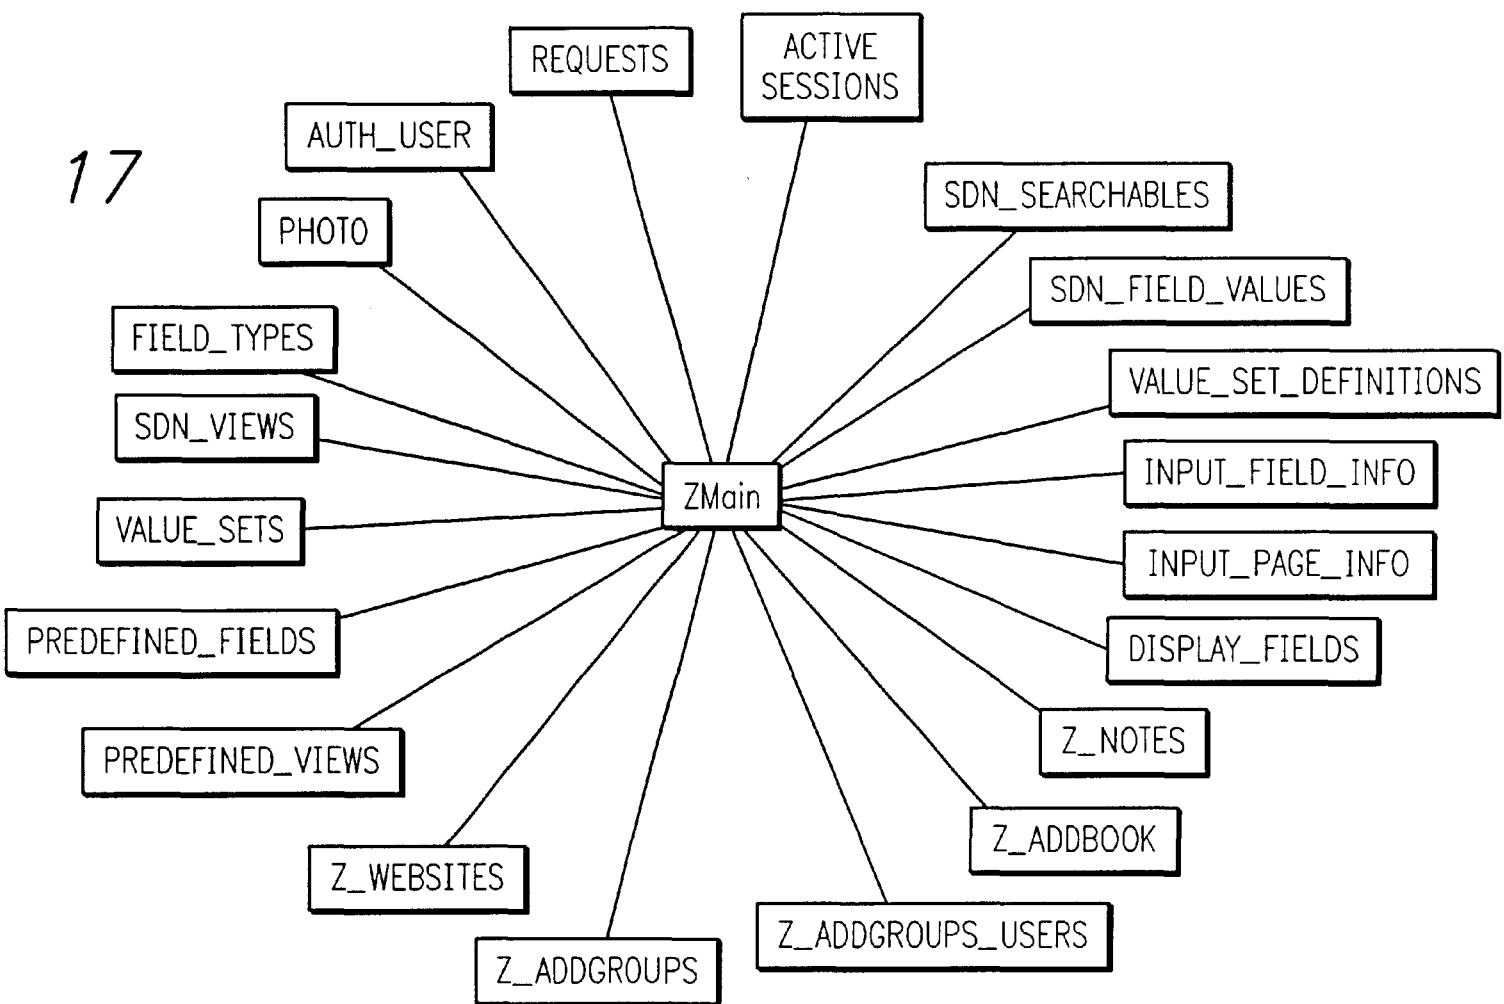 REQUESTS
ACTIVE
SESSIONS
AUTH_USER
17
SDN_SEARCHABLES
PHOTO
SDN_FIELD_VALUES
FIELD_TYPES
VALUE_SET_DEFINITIONS
SDN_VIEWS
INPUT_FIELD_INFO
ZMain
VALUE_SETS
INPUT_PAGE_INFO
PREDEFINED_FIELDS
DISPLAY_FIELDS
Z_NOTES
PREDEFINED_VIEWS
Z_ADDBOOK
Z_WEBSITES
Z_ADDGROUPS_USERS
Z_ADDGROUPS